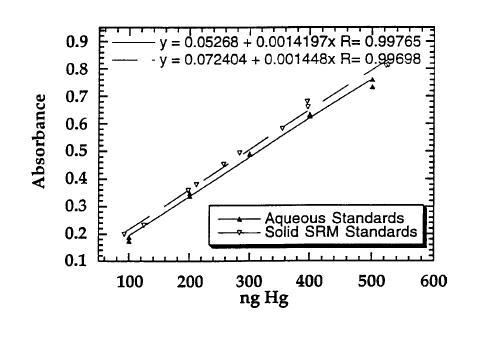 y = 0.05268 + 0.0014197x R= 0.99765
y = 0.072404 + 0.001448x R= 0.99698
0.9
0.8
0.7
0.6
0.5
0.4
0.3
0.2
0.1
Absorbance
Aqueous Standards
Solid SRM Standards
100 200 300 400 500 600
ng Hg